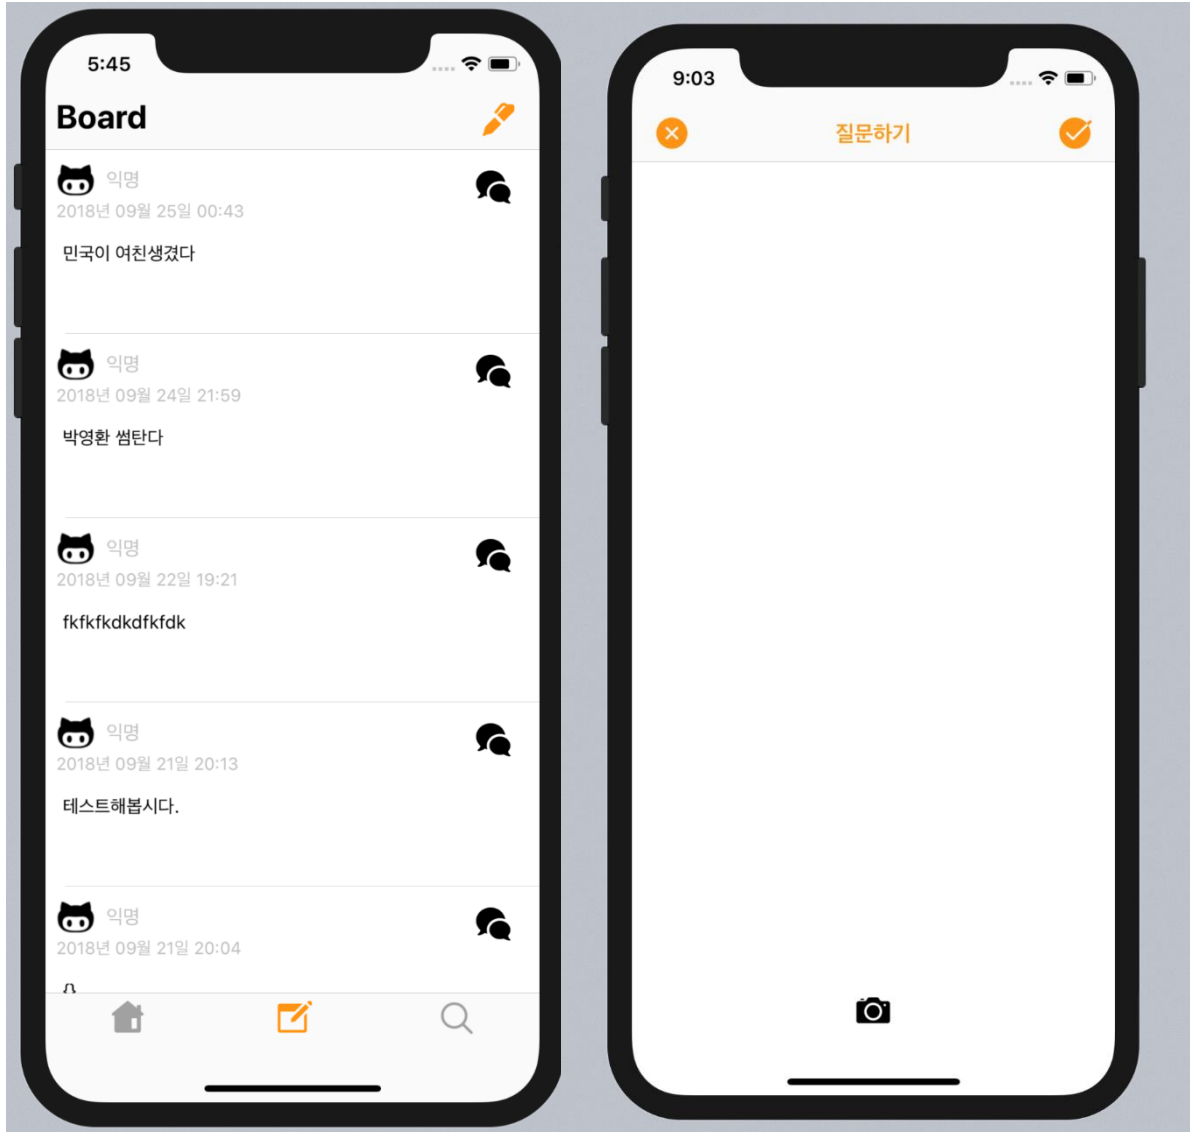 5:45
Board
익명
2018년 09월 25일 00:43
민국이 여친생겼다
익명
2018년 09월 24일 21:59
박영환 썸탄다
익명
2018년 09월 22일 19:21
fkfkfkdkdfkfdk
익명
2018년 09월 21일 20:13
테스트해봅시다.
익명
2018년 09월 21일 20:04
9:03
질문하기